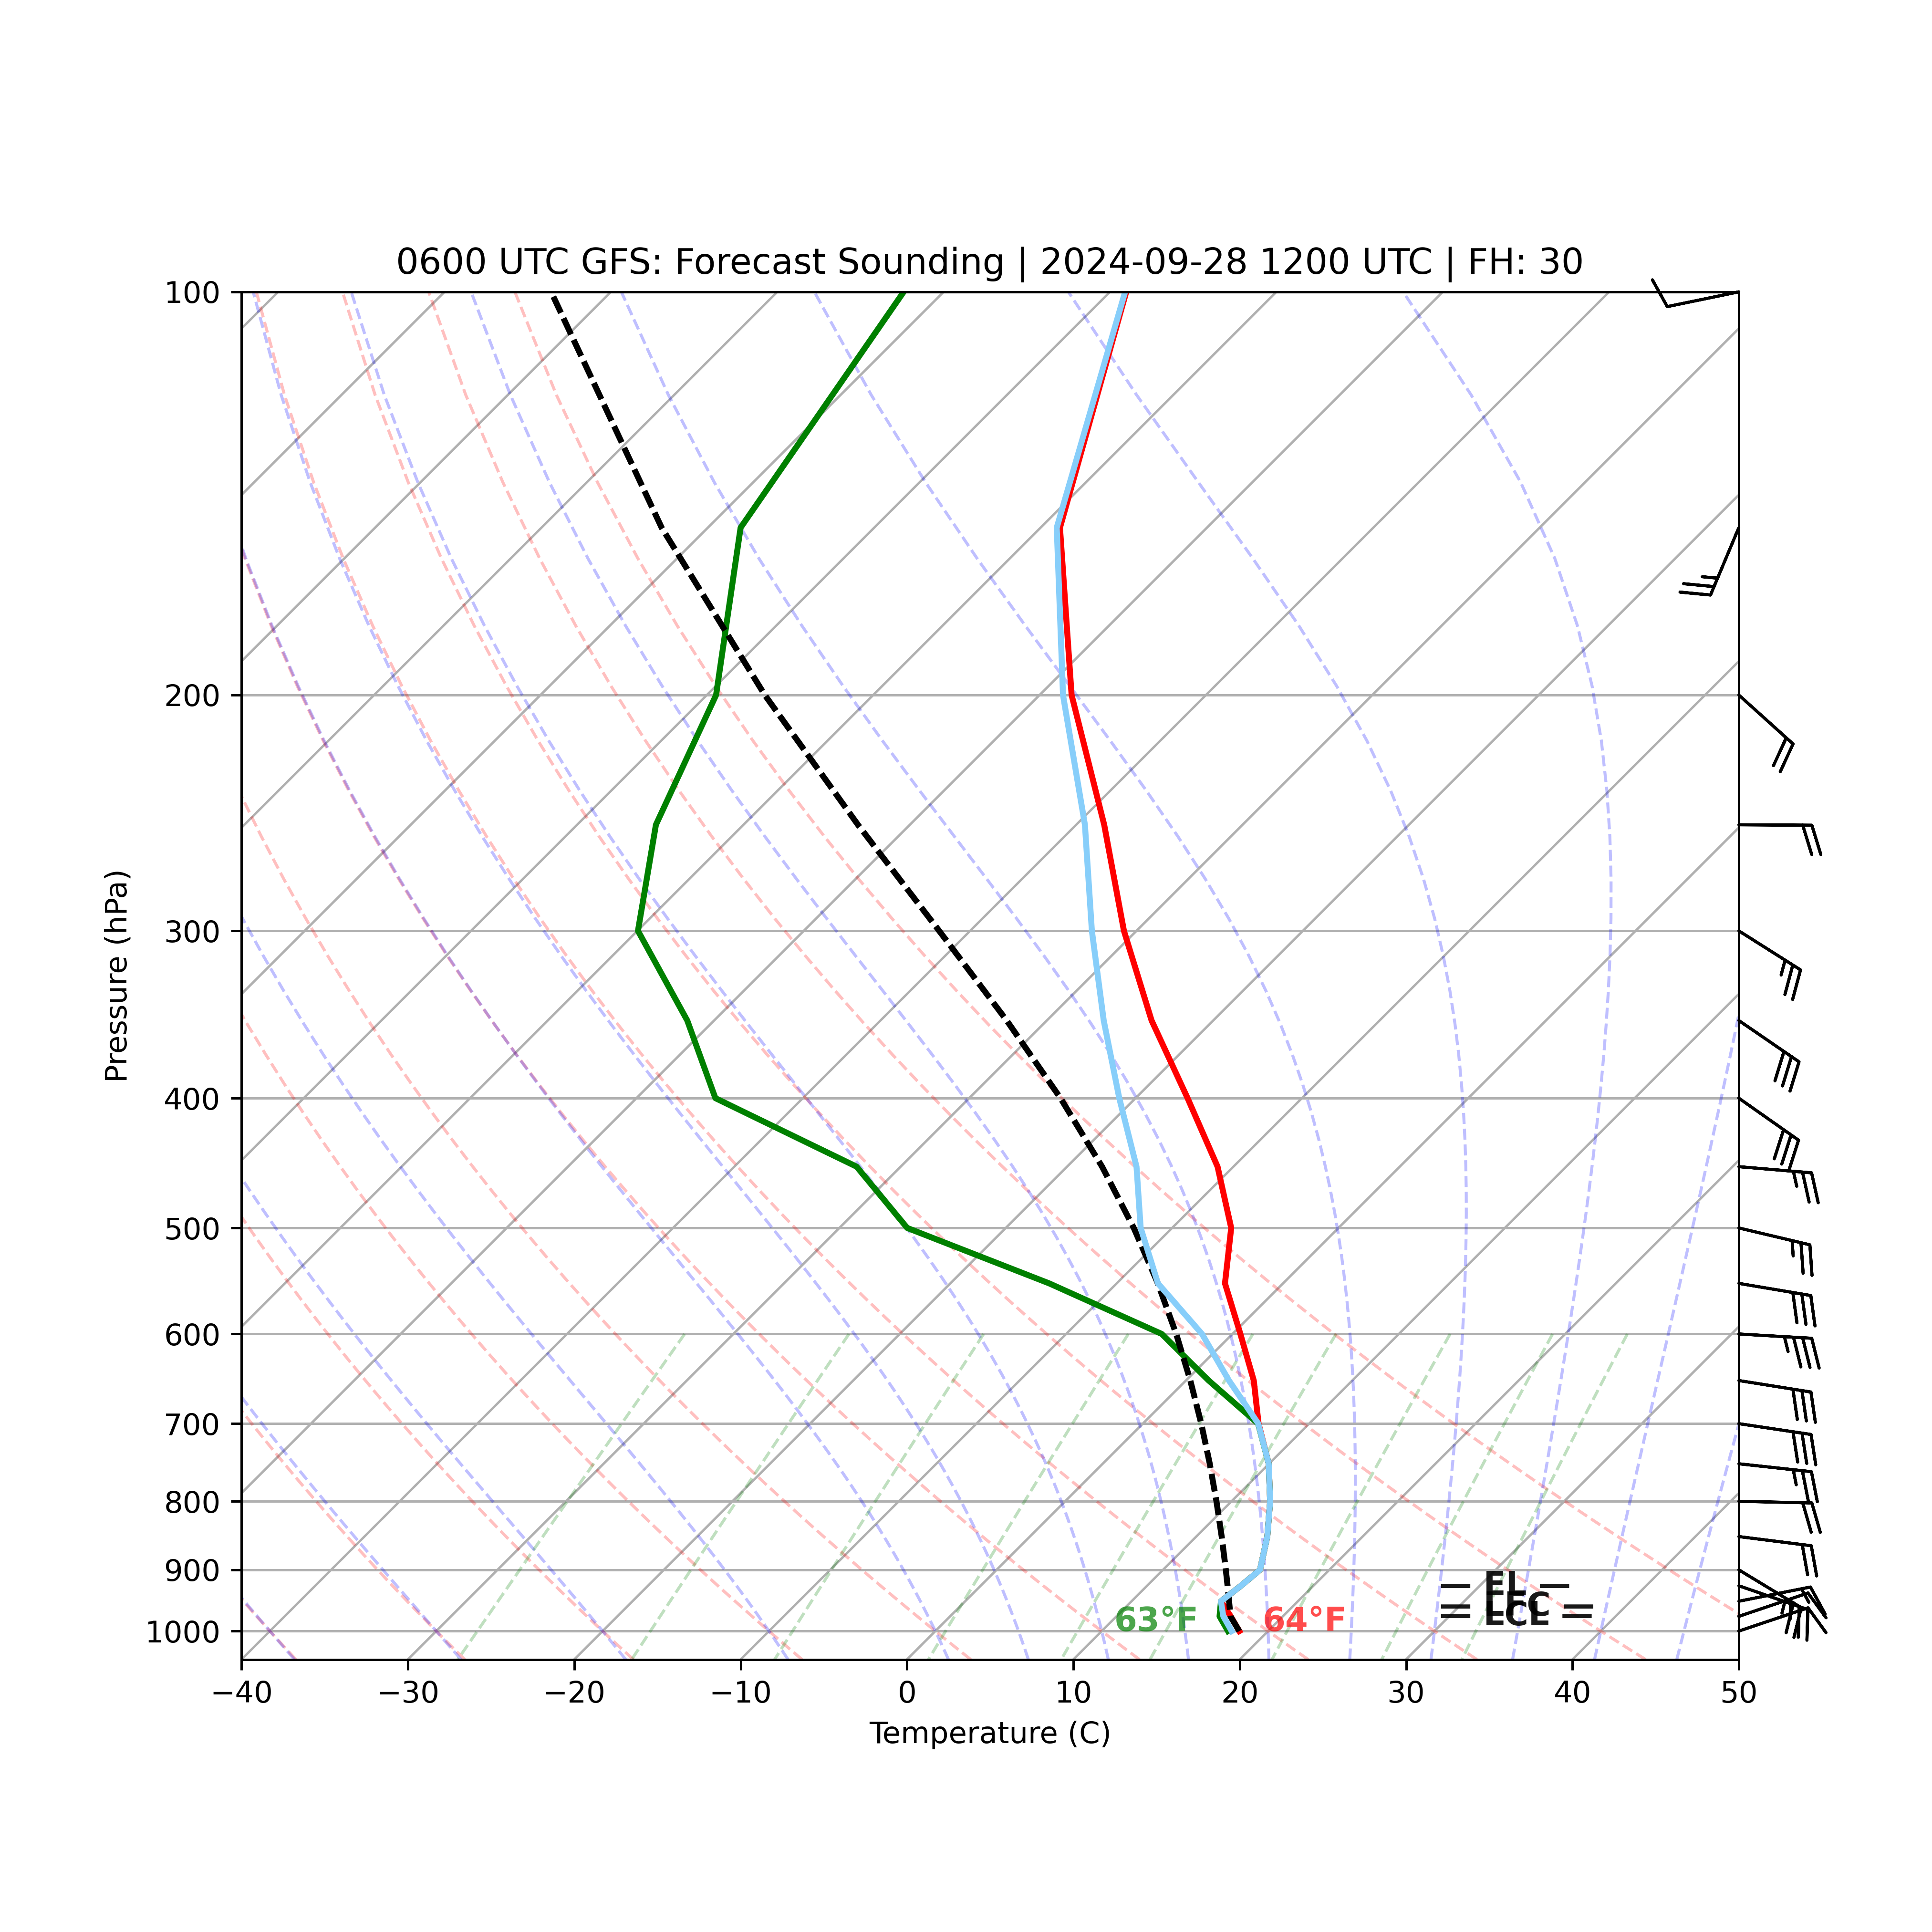 0600 UTC GFS: Forecast Sounding | 2024-09-28 1200 UTC | FH: 30
100
200
300
400
500
600
700
800
900
1000
Pressure (hPa)
EL
LCL
63°F
64°F
−40
−30
−20
−10
0
10
20
30
40
50
Temperature (C)